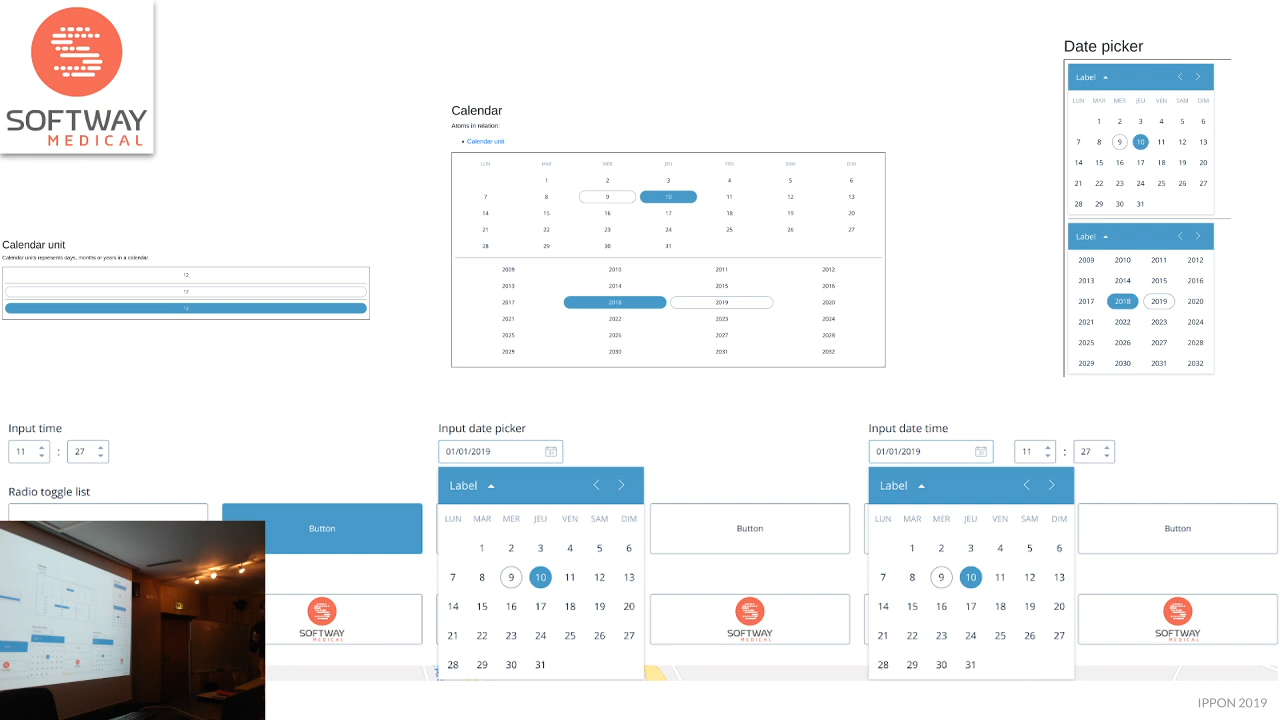 SOFTWAY
MEDICAL
Date picker
Label
LUN MAR MER JEU VEN SAM DIM
1 2 3 4 5 6
7 8 9 10 11 12 13
14 15 16 17 18 19 20
21 22 23 24 25 26 27
28 29 30 31
Label
2009 2010 2011 2012
2013 2014 2015 2016
2017 2018 2019 2020
2021 2022 2023 2024
2025 2026 2027 2028
2029 2030 2031 2032
Calendar
Atoms in relation:
• Calendar unit
LUN MAR MER JEU VEN SAM DIM
1 2 3 4 5 6
7 8 9 10 11 12 13
14 15 16 17 18 19 20
21 22 23 24 25 26 27
28 29 30 31
2009 2010 2011 2012
2013 2014 2015 2016
2017 2018 2019 2020
2021 2022 2023 2024
2025 2026 2027 2028
2029 2030 2031 2032
Calendar unit
Calendar units represents days, months or years in a calendar.
12
12
12
Input time
11 : 27
Radio toggle list
Button
SOFTWAY
MEDICAL
Input date picker
01/01/2019
Label
LUN MAR MER JEU VEN SAM DIM
1 2 3 4 5 6
7 8 9 10 11 12 13
14 15 16 17 18 19 20
21 22 23 24 25 26 27
28 29 30 31
Button
SOFTWAY
MEDICAL
Input date time
01/01/2019 11 : 27
Label
LUN MAR MER JEU VEN SAM DIM
1 2 3 4 5 6
7 8 9 10 11 12 13
14 15 16 17 18 19 20
21 22 23 24 25 26 27
28 29 30 31
Button
SOFTWAY
MEDICAL
IPPON 2019